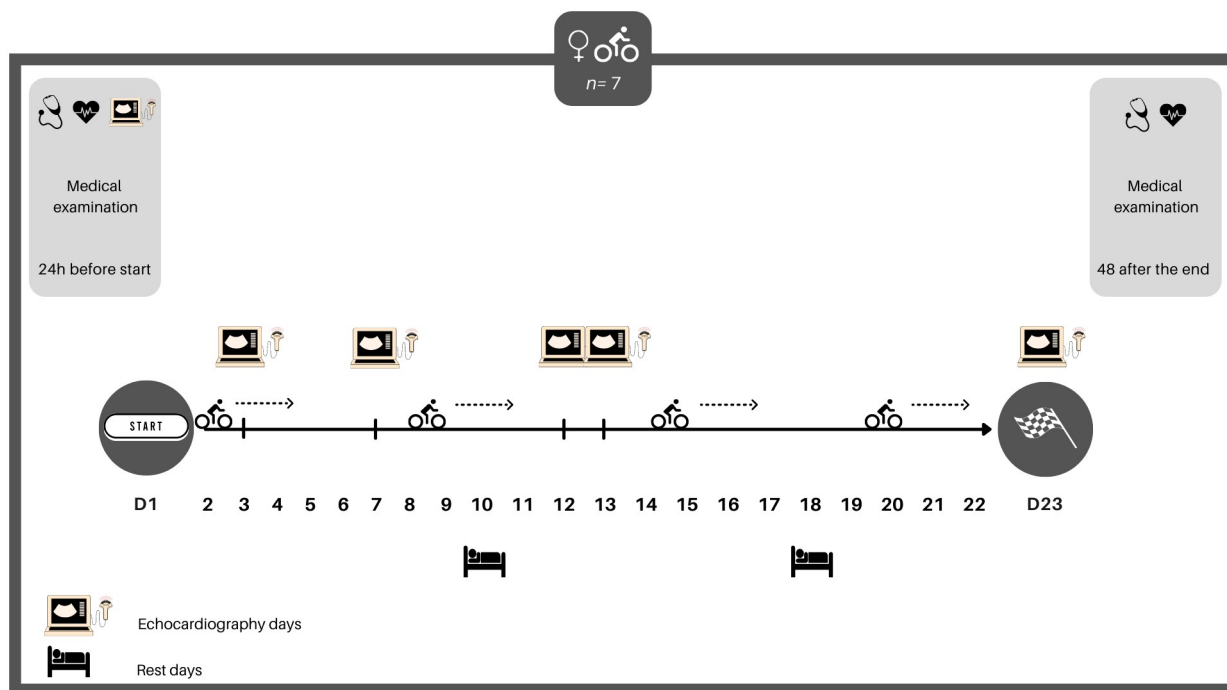 n= 7
Medical
examination
24h before start
Medical
examination
48 after the end
START
D1 2 3 4 5 6 7 8 9 10 11 12 13 14 15 16 17 18 19 20 21 22 D23
Echocardiography days
Rest days